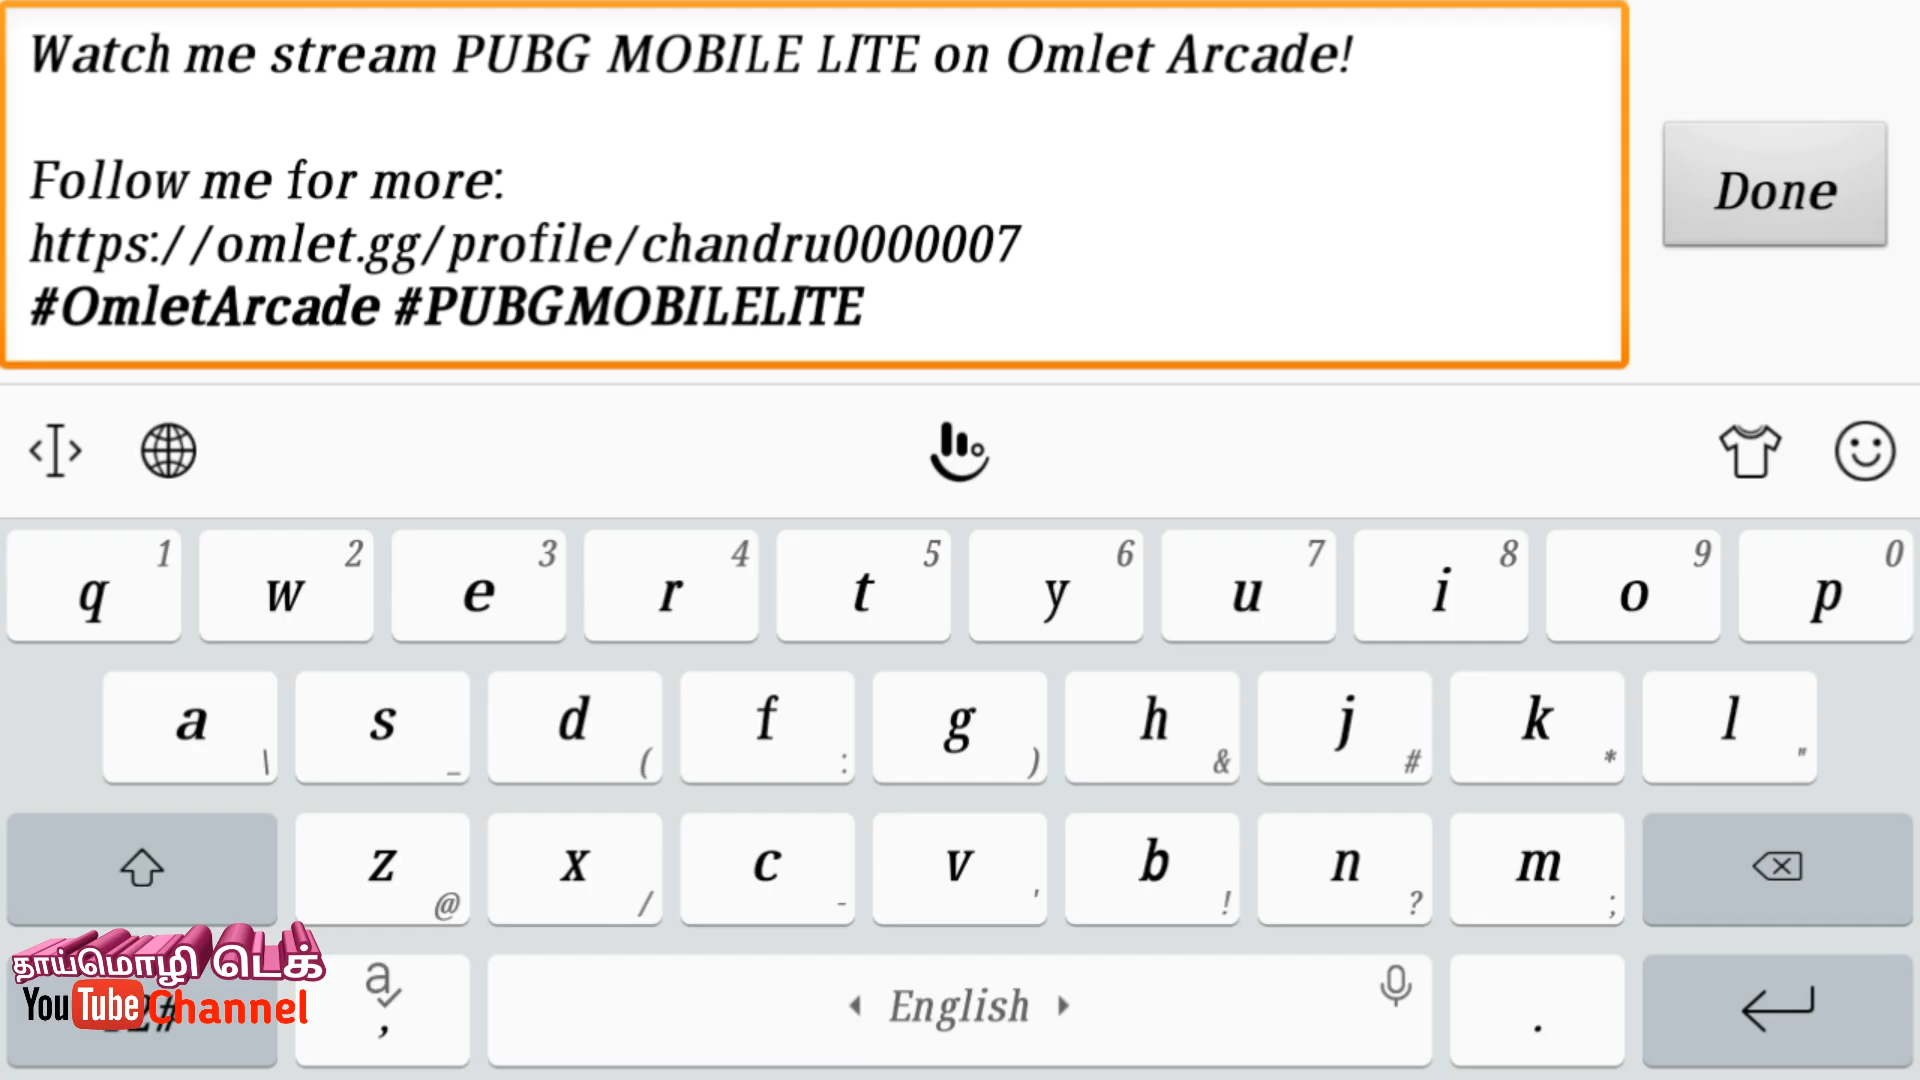 Watch me stream PUBG MOBILE LITE on Omlet Arcade!
Follow me for more:
https://omlet.gg/profile/chandru0000007
#OmletArcade #PUBGMOBILELITE
Done
q 1 w 2 e 3 r 4 t 5 y 6 u 7 i 8 o 9 p 0
a \ s _ d ( f : g ) h & j # k * l "
z @ x / c - v ' b ! n ? m ;
தாய்மொழி டெக்
YouTube Channel
a , English .